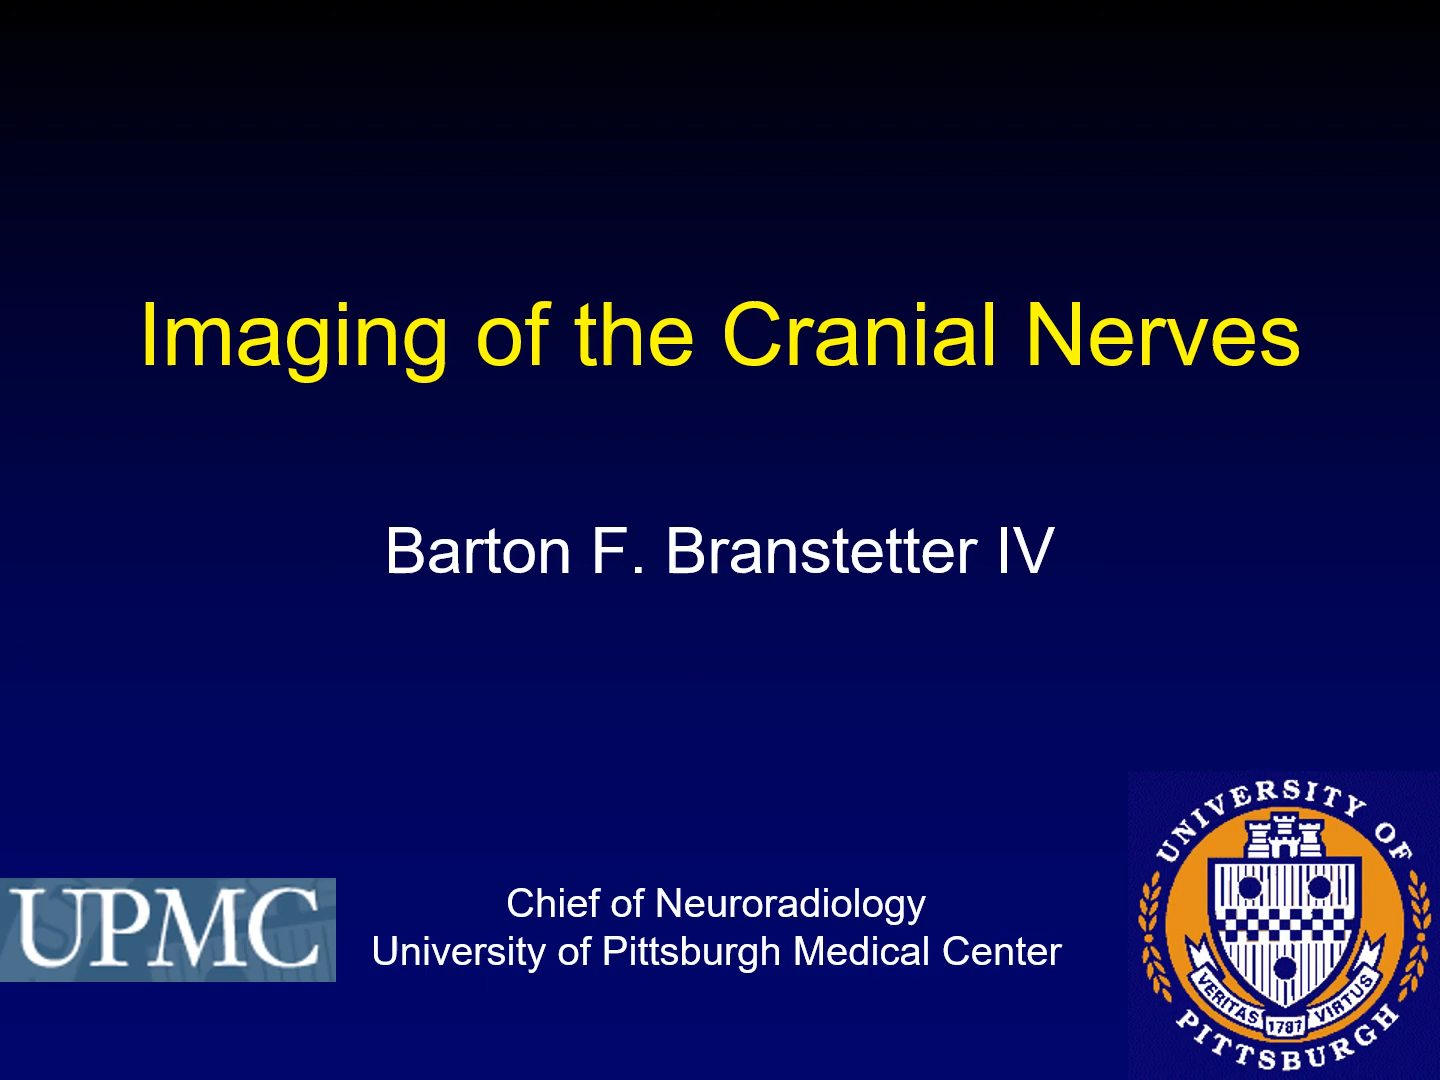 Imaging of the Cranial Nerves
Barton F. Branstetter IV
UPMC
Chief of Neuroradiology
University of Pittsburgh Medical Center
UNIVERSITY OF
VERITAS 1787 VIRTUS
PITTSBURGH